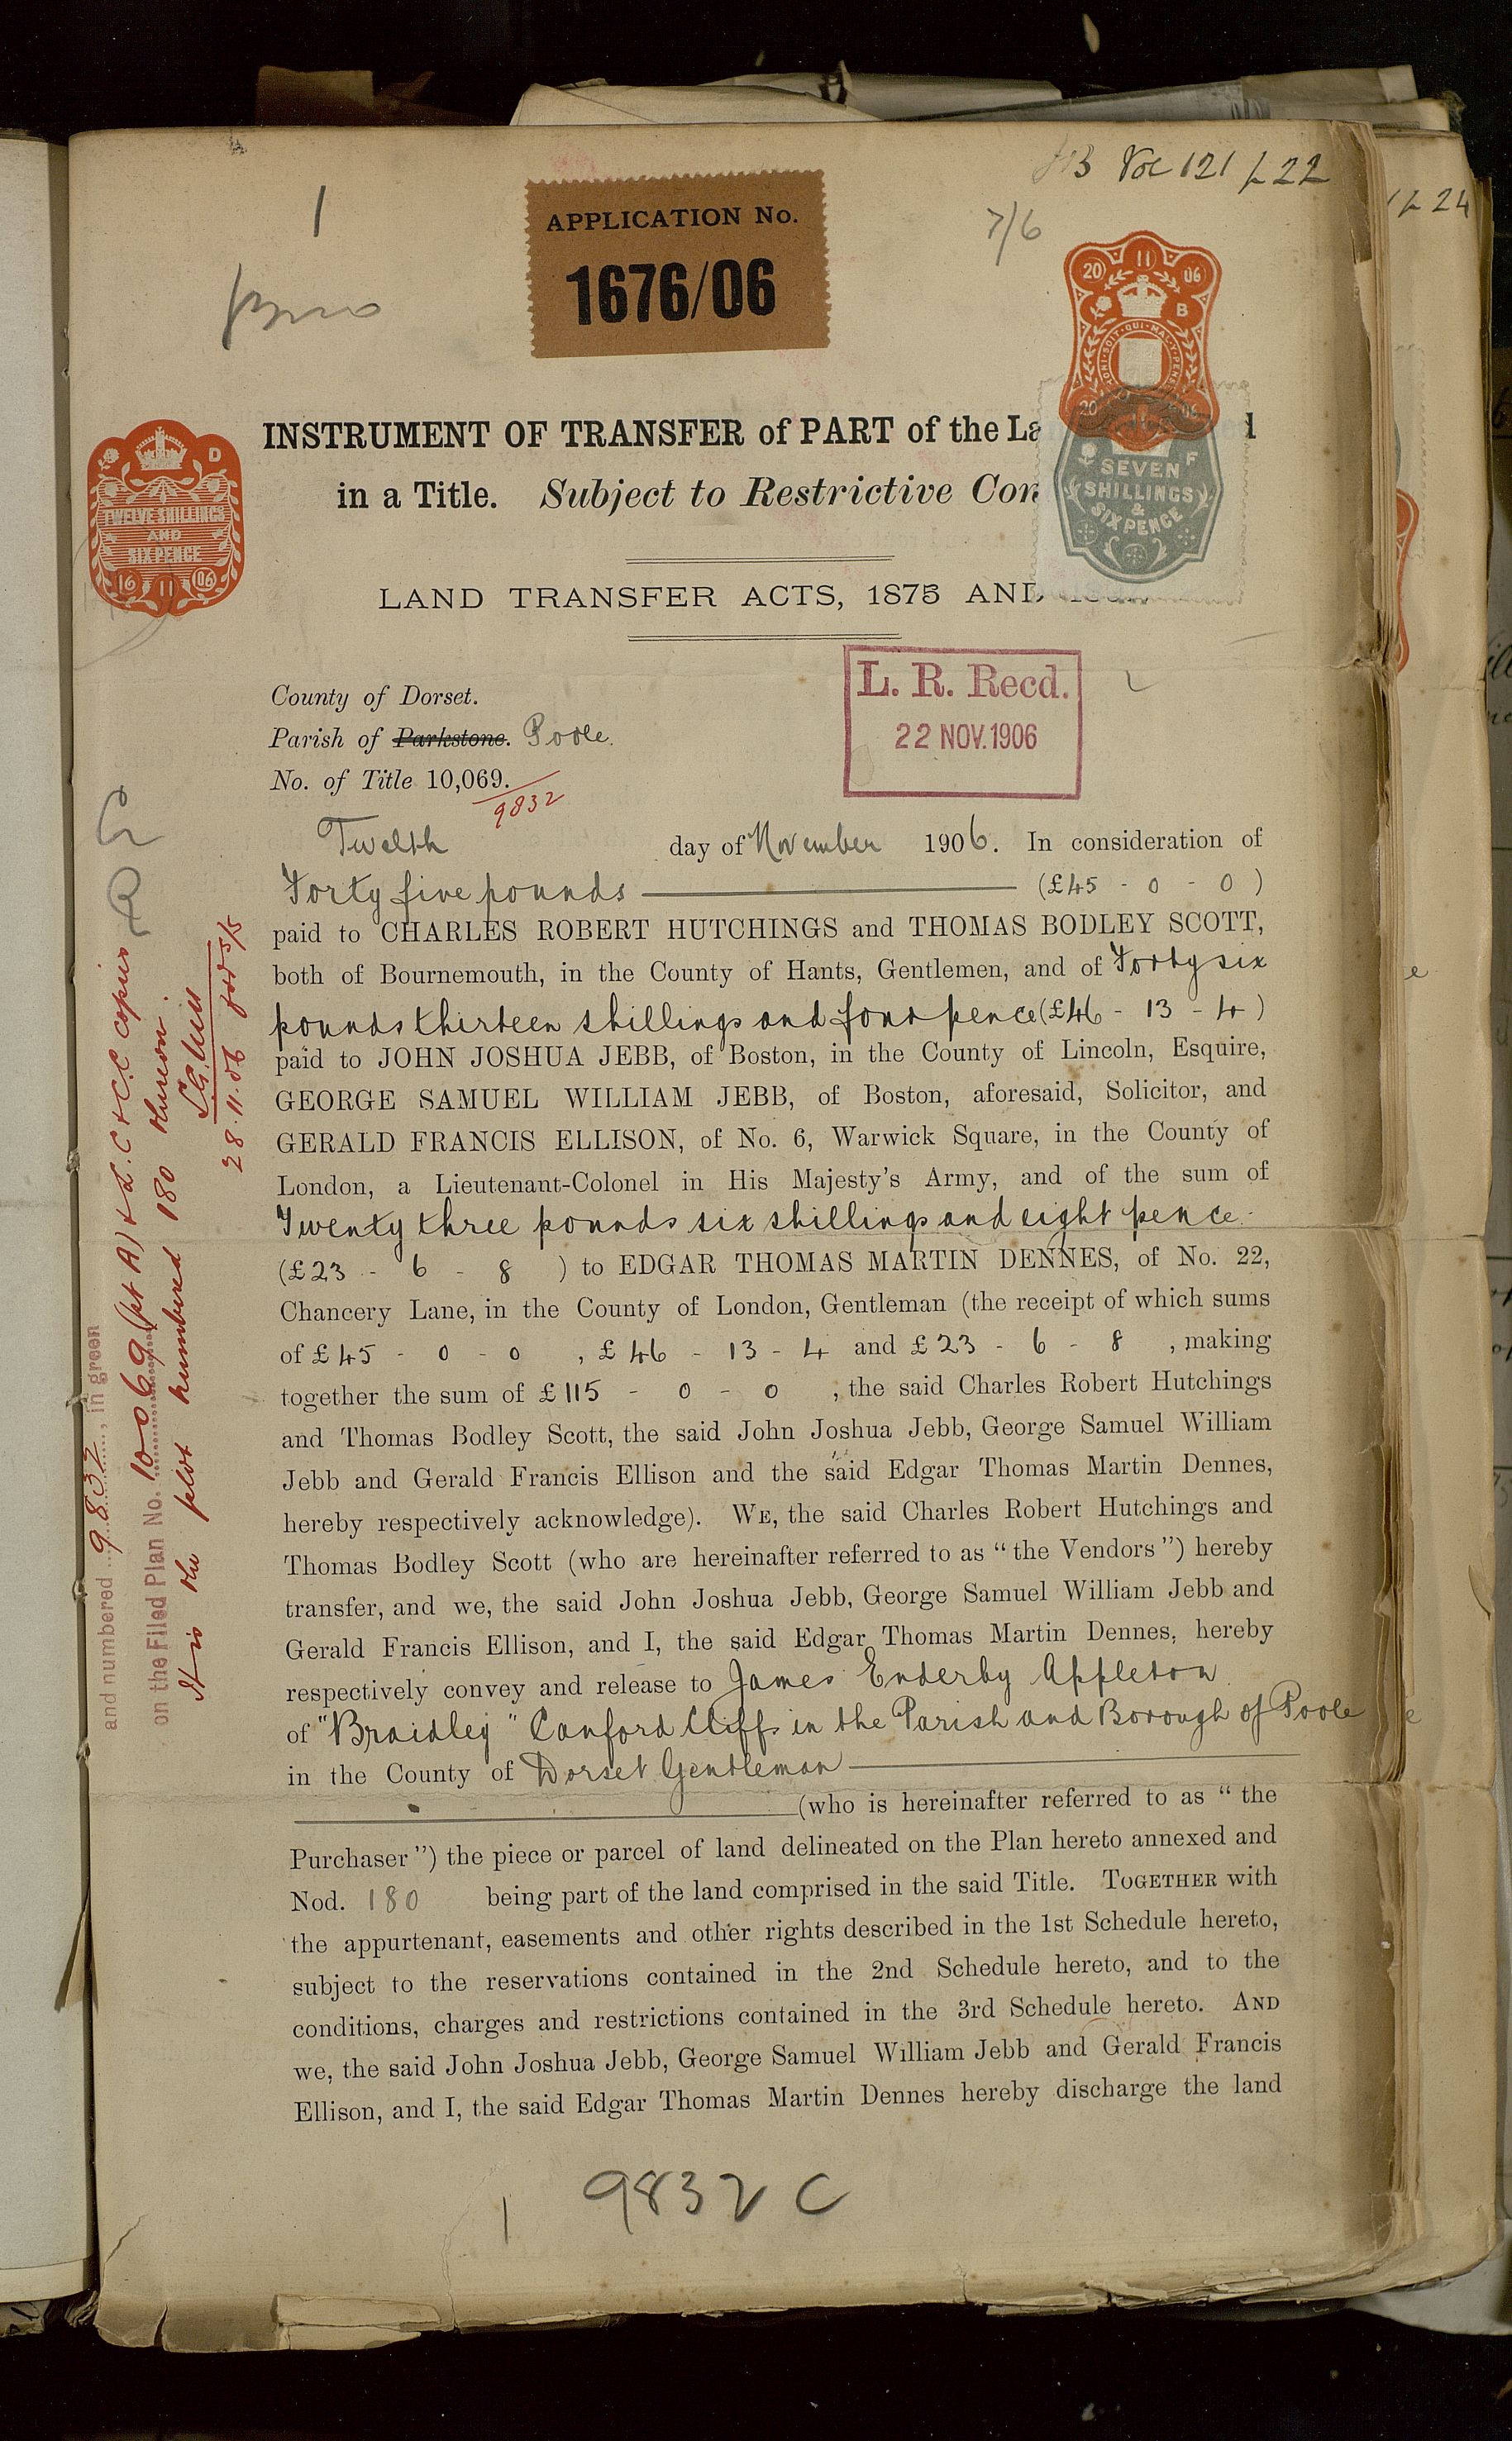 1
Vol 121 f 22
f 24
7/6
APPLICATION No.
1676/06
20 11 06
B
HONI·SOIT·QUI·MAL·Y·PENSE
20 06
F
SEVEN
SHILLINGS
&
SIX PENCE
INSTRUMENT OF TRANSFER of PART of the La
in a Title. Subject to Restrictive Con
D
TWELVE SHILLINGS
AND
SIX PENCE
16 11 06
LAND TRANSFER ACTS, 1875 AND
L. R. Recd.
22 NOV. 1906
County of Dorset.
Parish of Parkstone. Poole.
No. of Title 10,069.
9832
Twelfth day of November 1906. In consideration of
Forty five pounds (£45 - 0 - 0)
paid to CHARLES ROBERT HUTCHINGS and THOMAS BODLEY SCOTT,
both of Bournemouth, in the County of Hants, Gentlemen, and of Forty six
pounds thirteen shillings and four pence (£46 - 13 - 4)
paid to JOHN JOSHUA JEBB, of Boston, in the County of Lincoln, Esquire,
GEORGE SAMUEL WILLIAM JEBB, of Boston, aforesaid, Solicitor, and
GERALD FRANCIS ELLISON, of No. 6, Warwick Square, in the County of
London, a Lieutenant-Colonel in His Majesty's Army, and of the sum of
Twenty three pounds six shillings and eight pence
(£23 - 6 - 8 ) to EDGAR THOMAS MARTIN DENNES, of No. 22,
Chancery Lane, in the County of London, Gentleman (the receipt of which sums
of £45 - 0 - 0 , £46 - 13 - 4 and £23 - 6 - 8 , making
together the sum of £115 - 0 - 0 , the said Charles Robert Hutchings
and Thomas Bodley Scott, the said John Joshua Jebb, George Samuel William
Jebb and Gerald Francis Ellison and the said Edgar Thomas Martin Dennes,
hereby respectively acknowledge). WE, the said Charles Robert Hutchings and
Thomas Bodley Scott (who are hereinafter referred to as “the Vendors”) hereby
transfer, and we, the said John Joshua Jebb, George Samuel William Jebb and
Gerald Francis Ellison, and I, the said Edgar Thomas Martin Dennes, hereby
respectively convey and release to James Enderby Appleton
of "Braidley" Canford Cliffs in the Parish and Borough of Poole
in the County of Dorset Gentleman
(who is hereinafter referred to as “the
Purchaser”) the piece or parcel of land delineated on the Plan hereto annexed and
Nod. 180 being part of the land comprised in the said Title. TOGETHER with
the appurtenant, easements and other rights described in the 1st Schedule hereto,
subject to the reservations contained in the 2nd Schedule hereto, and to the
conditions, charges and restrictions contained in the 3rd Schedule hereto. AND
we, the said John Joshua Jebb, George Samuel William Jebb and Gerald Francis
Ellison, and I, the said Edgar Thomas Martin Dennes hereby discharge the land
1 9832 C
and numbered 9832, in green
on the Filed Plan No. 10069 (pt A) & L.C & C.C copies
It is the plot numbered 180 thereon.
28.11.06